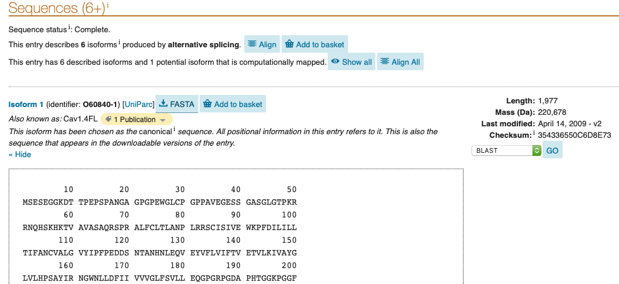 Sequences (6+) i
Sequence status i: Complete.
This entry describes 6 isoforms i produced by alternative splicing. Align Add to basket
This entry has 6 described isoforms and 1 potential isoform that is computationally mapped. Show all Align All
Isoform 1 (identifier: O60840-1) [UniParc] FASTA Add to basket
Also known as: Cav1.4FL 1 Publication
This isoform has been chosen as the canonical i sequence. All positional information in this entry refers to it. This is also the
sequence that appears in the downloadable versions of the entry.
« Hide
Length: 1,977
Mass (Da): 220,678
Last modified: April 14, 2009 - v2
Checksum: i 354336550C6D8E73
BLAST GO
10 20 30 40 50
MSESEGGKDT TPEPSPANGA GPGPEWGLCP GPPAVEGESS GASGLGTPKR
60 70 80 90 100
RNQHSKHKTV AVASAQRSPR ALFCLTLANP LRRSCISIVE WKPFDILILL
110 120 130 140 150
TIFANCVALG VYIPFPEDDS NTANHNLEQV EYVFLVIFTV ETVLKIVAYG
160 170 180 190 200
LVLHPSAYIR NGWNLLDFII VVVGLFSVLL EQGPGRPGDA PHTGGKPGGF